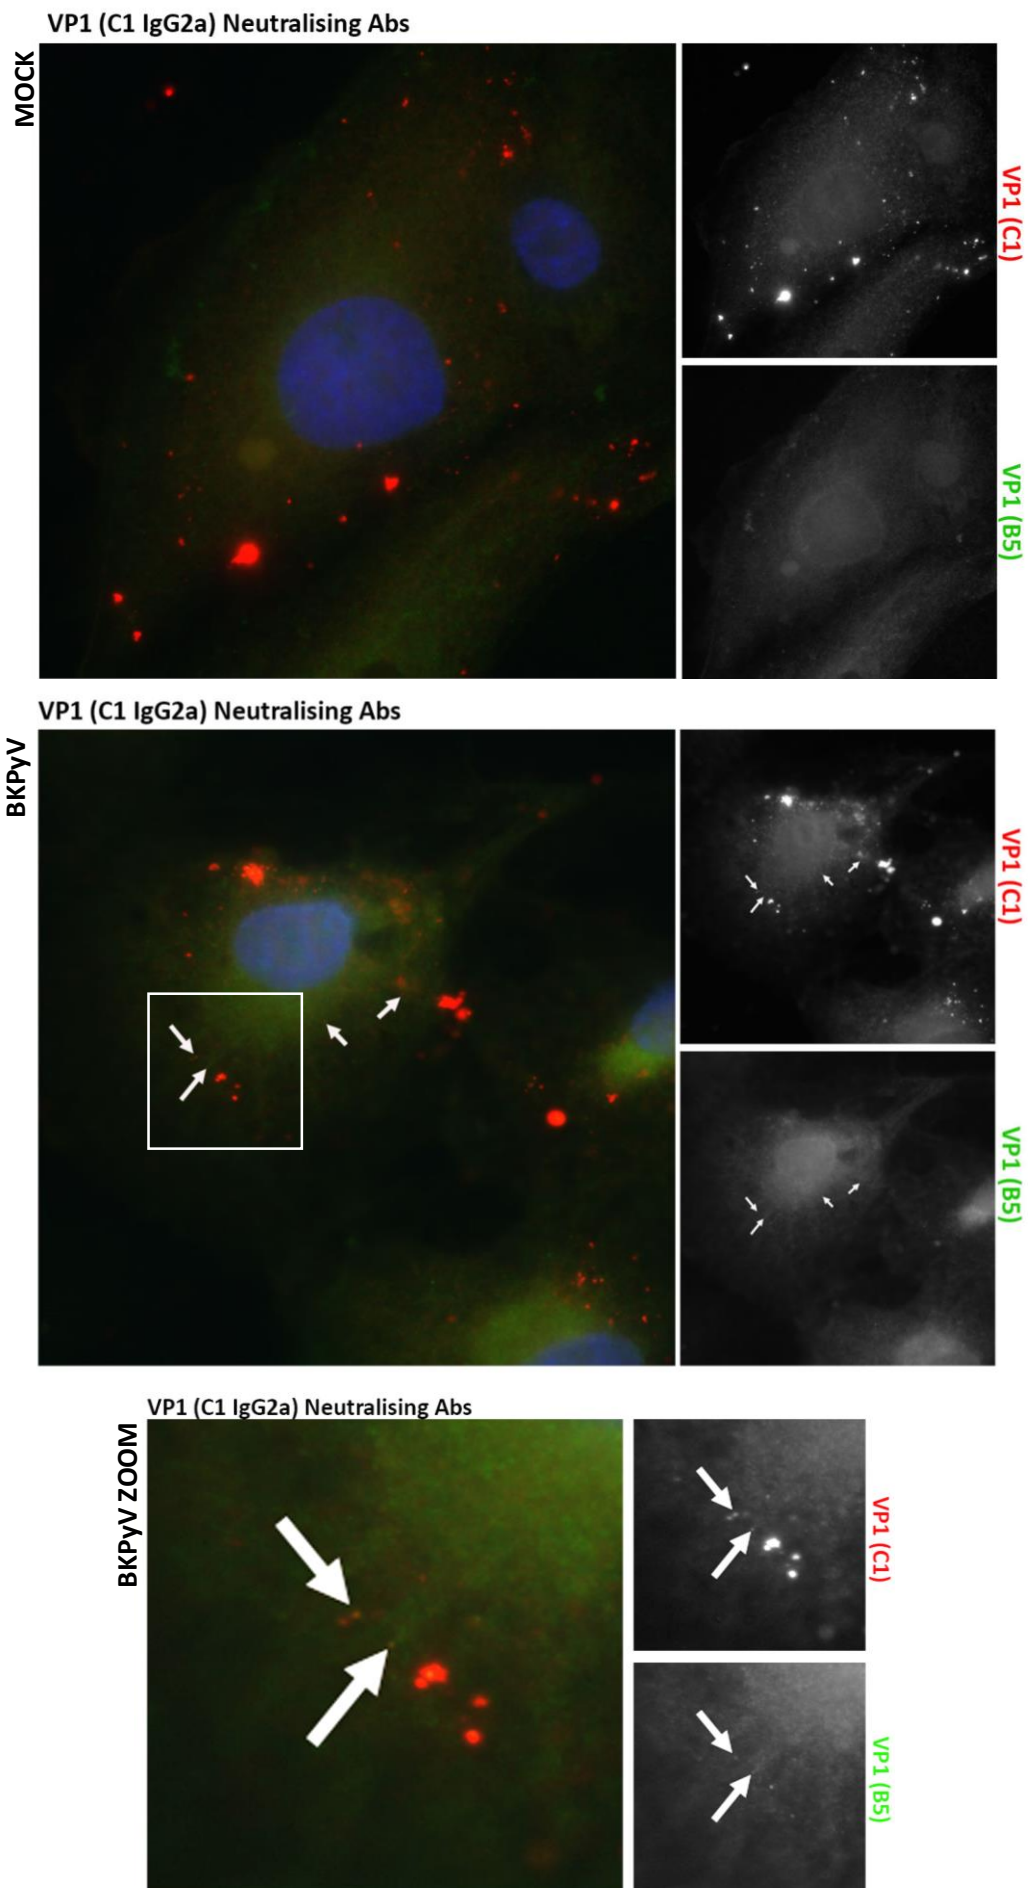 VP1 (C1 IgG2a) Neutralising Abs
MOCK
VP1 (C1)
VP1 (B5)
VP1 (C1 IgG2a) Neutralising Abs
BKPyV
VP1 (C1)
VP1 (B5)
VP1 (C1 IgG2a) Neutralising Abs
BKPyV ZOOM
VP1 (C1)
VP1 (B5)